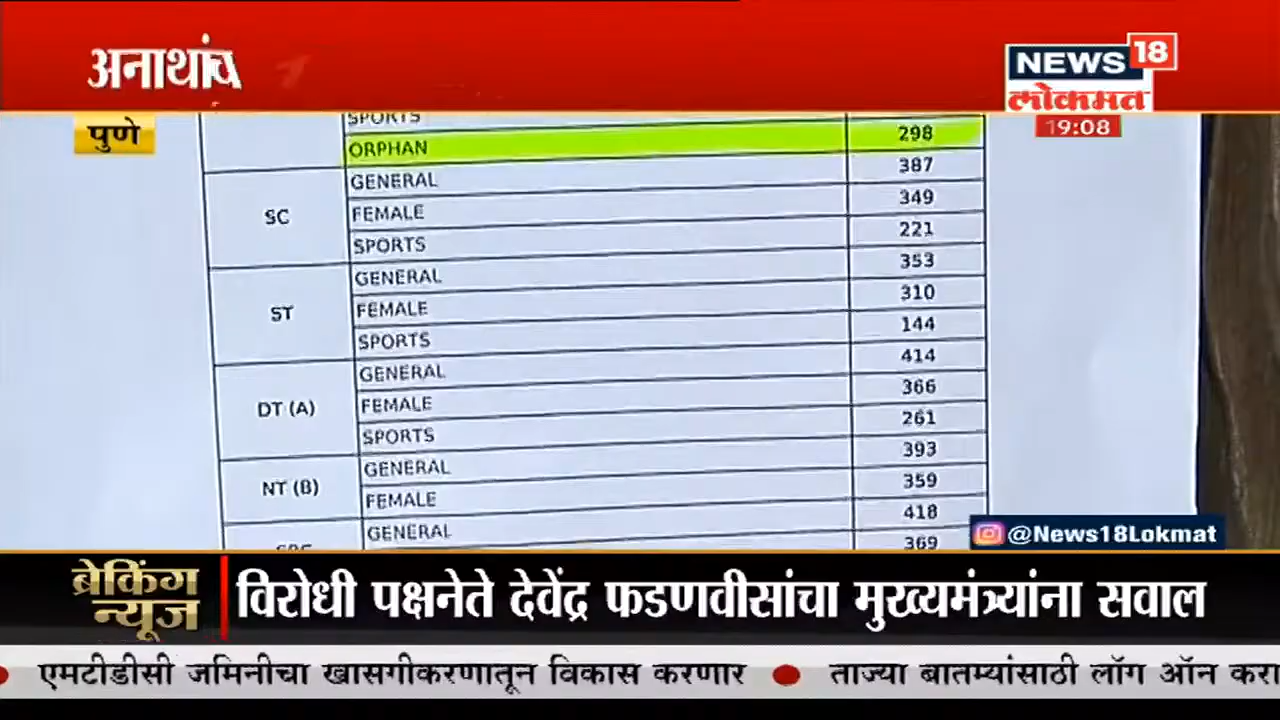 अनाथांच
NEWS 18
लोकमत
19:08
पुणे
SPORTS
ORPHAN 298
SC GENERAL 387
FEMALE 349
SPORTS 221
ST GENERAL 353
FEMALE 310
SPORTS 144
DT (A) GENERAL 414
FEMALE 366
SPORTS 261
NT (B) GENERAL 393
FEMALE 359
GENERAL 418
369
@News18Lokmat
ब्रेकिंग न्यूज
विरोधी पक्षनेते देवेंद्र फडणवीसांचा मुख्यमंत्र्यांना सवाल
एमटीडीसी जमिनीचा खासगीकरणातून विकास करणार ● ताज्या बातम्यांसाठी लॉग ऑन करा